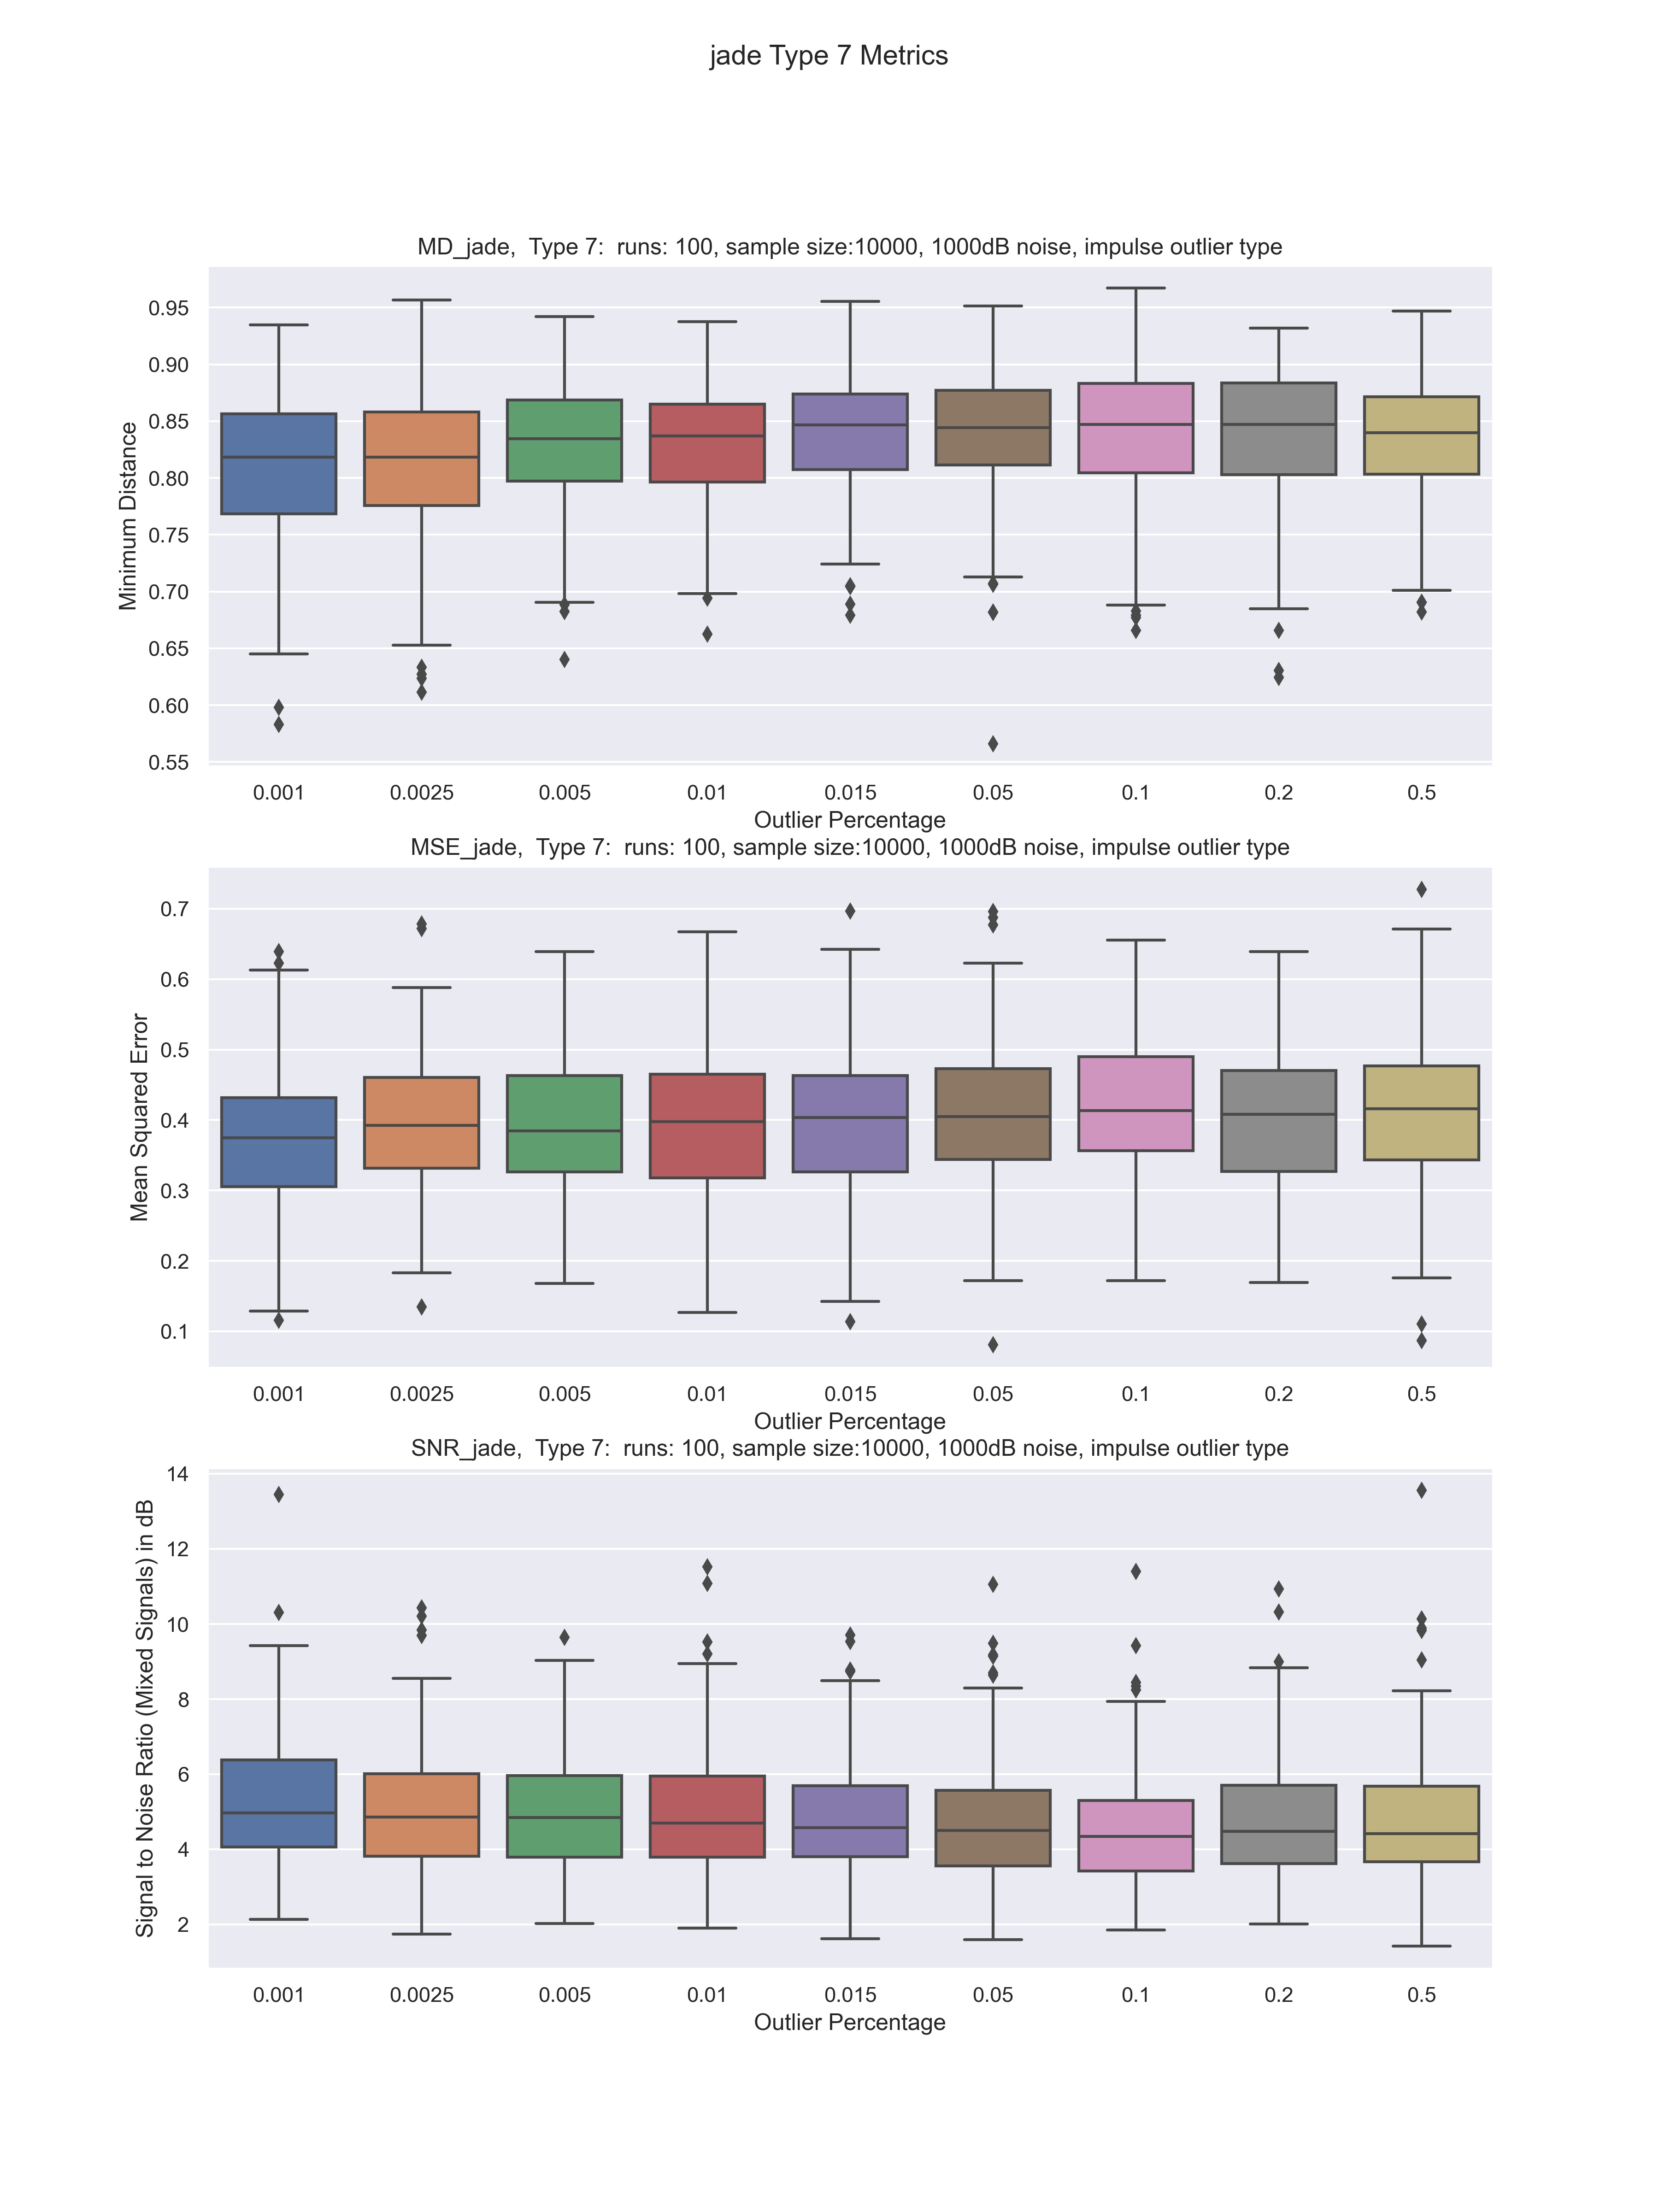 jade Type 7 Metrics
MD_jade,  Type 7:  runs: 100, sample size:10000, 1000dB noise, impulse outlier type
Minimum Distance
0.95
0.90
0.85
0.80
0.75
0.70
0.65
0.60
0.55
0.001 0.0025 0.005 0.01 0.015 0.05 0.1 0.2 0.5
Outlier Percentage
MSE_jade,  Type 7:  runs: 100, sample size:10000, 1000dB noise, impulse outlier type
Mean Squared Error
0.7
0.6
0.5
0.4
0.3
0.2
0.1
0.001 0.0025 0.005 0.01 0.015 0.05 0.1 0.2 0.5
Outlier Percentage
SNR_jade,  Type 7:  runs: 100, sample size:10000, 1000dB noise, impulse outlier type
Signal to Noise Ratio (Mixed Signals) in dB
14
12
10
8
6
4
2
0.001 0.0025 0.005 0.01 0.015 0.05 0.1 0.2 0.5
Outlier Percentage